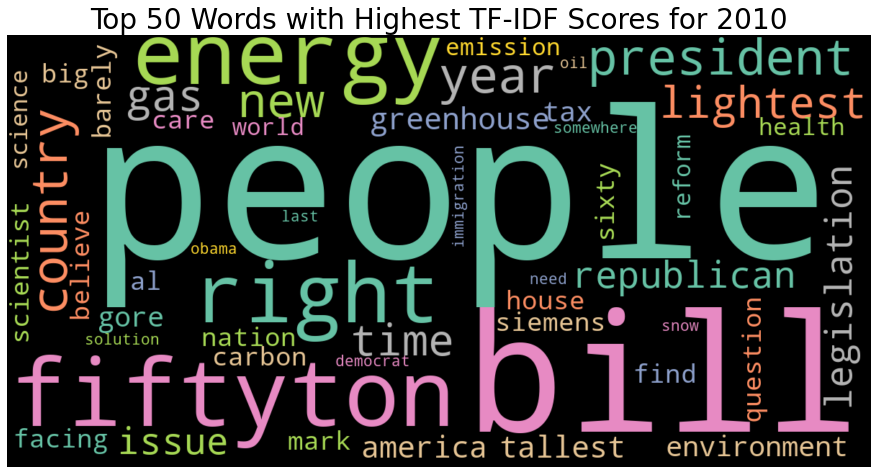 Top 50 Words with Highest TF-IDF Scores for 2010
energy
emission
oil
president
big
barely
year
science
gas
new
lightest
care
world
greenhouse
tax
somewhere
health
country
people
immigration
sixty
reform
legislation
scientist
believe
last
obama
al
right
need
republican
gore
house
solution
nation
time
siemens
snow
carbon
democrat
fiftyton
bill
find
question
facing
issue
mark
america
tallest
environment